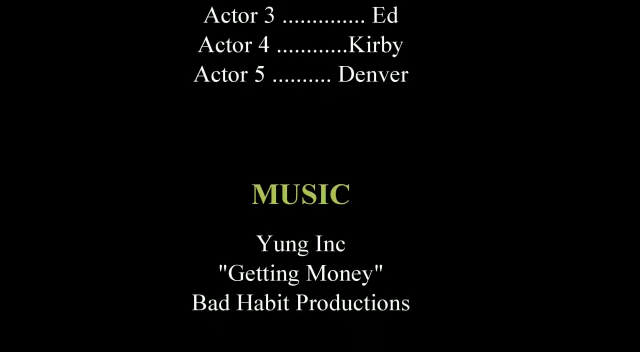 Actor 3 .............. Ed
Actor 4 ............Kirby
Actor 5 .......... Denver
MUSIC
Yung Inc
"Getting Money"
Bad Habit Productions